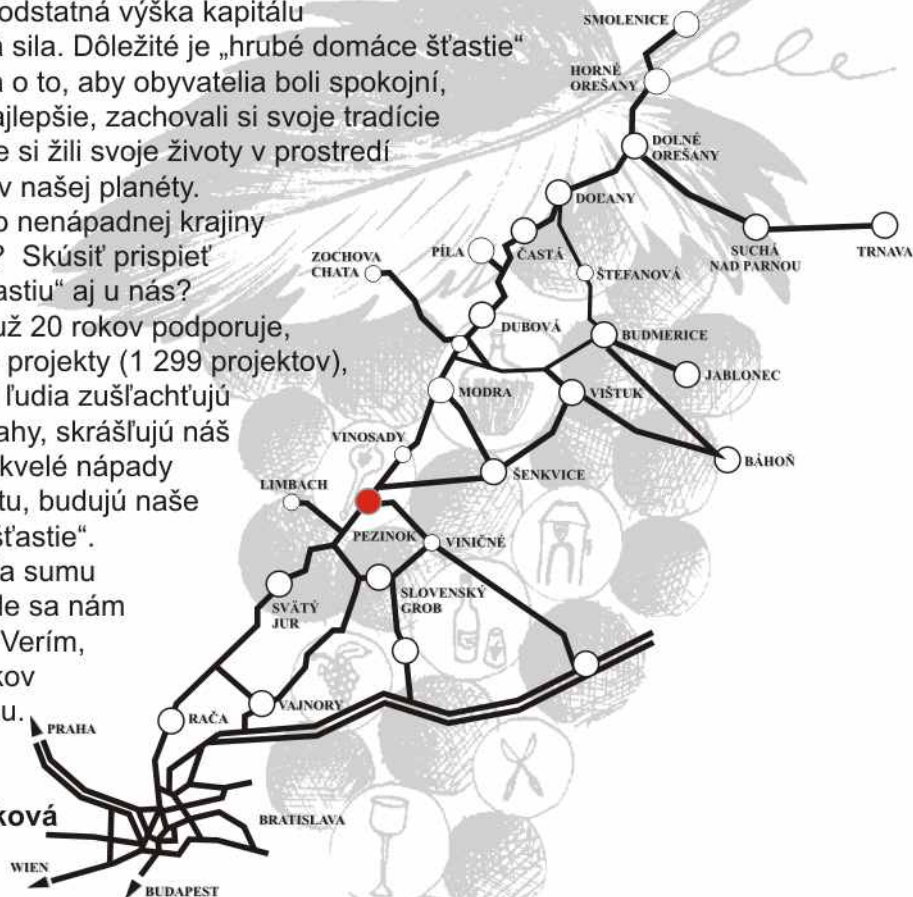 odstatná výška kapitálu
sila. Dôležité je „hrubé domáce šťastie“
o to, aby obyvatelia boli spokojní,
ajlepšie, zachovali si svoje tradície
e si žili svoje životy v prostredí
v našej planéty.
o nenápadnej krajiny
? Skúsiť prispieť
astiu“ aj u nás?
už 20 rokov podporuje,
projekty (1 299 projektov),
ľudia zušľachťujú
ahy, skrášľujú náš
kvelé nápady
tu, budujú naše
šťastie“.
a sumu
le sa nám
Verím,
kov
u.
ková
SMOLENICE
HORNÉ
OREŠANY
DOLNÉ
OREŠANY
DOĽANY
SUCHÁ
NAD PARNOU
TRNAVA
PÍLA
ČASTÁ
ZOCHOVA
CHATA
ŠTEFANOVÁ
DUBOVÁ
BUDMERICE
JABLONEC
MODRA
VIŠTUK
VINOSADY
ŠENKVICE
BÁHOŇ
LIMBACH
PEZINOK
VINIČNÉ
SLOVENSKÝ
GROB
SVÄTÝ
JUR
VAJNORY
RAČA
PRAHA
BRATISLAVA
WIEN
BUDAPEST